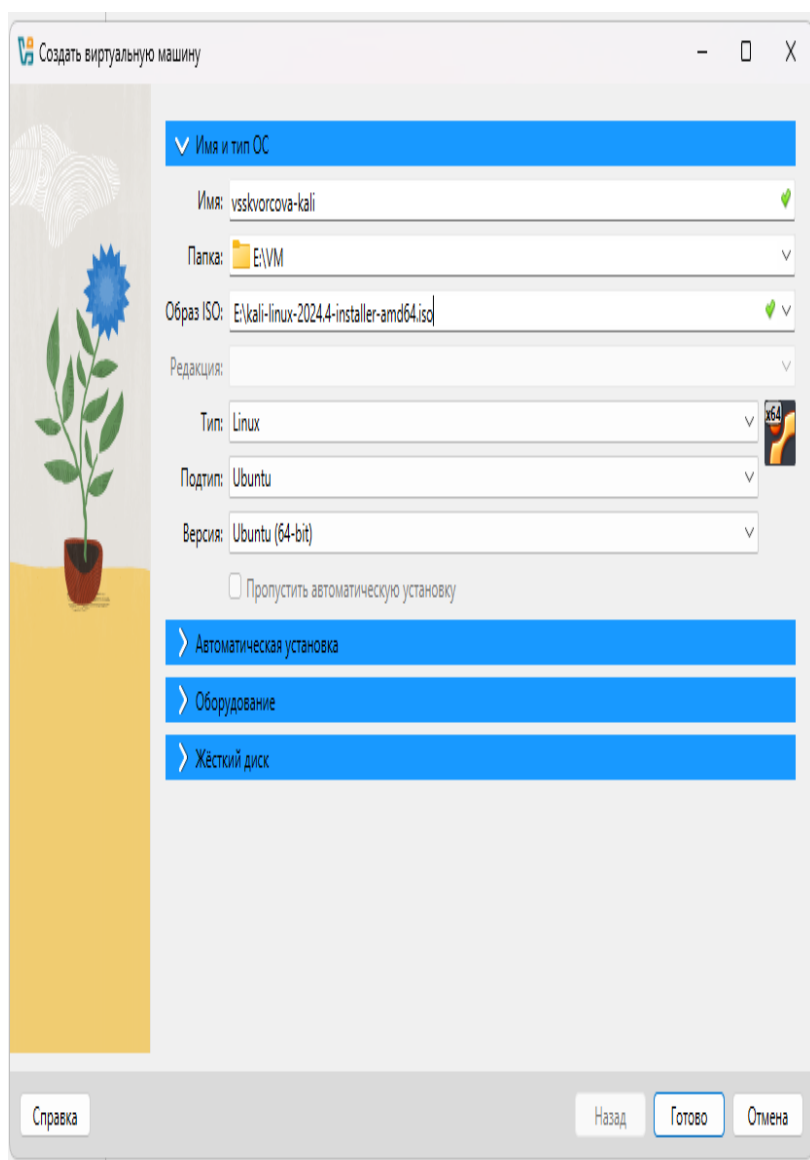 Создать виртуальную машину
Имя и тип ОС
Имя: vsskvorcova-kali
Папка: E:\VM
Образ ISO: E:\kali-linux-2024.4-installer-amd64.iso
Редакция:
Тип: Linux
x64
Подтип: Ubuntu
Версия: Ubuntu (64-bit)
Пропустить автоматическую установку
Автоматическая установка
Оборудование
Жёсткий диск
Справка Назад Готово Отмена